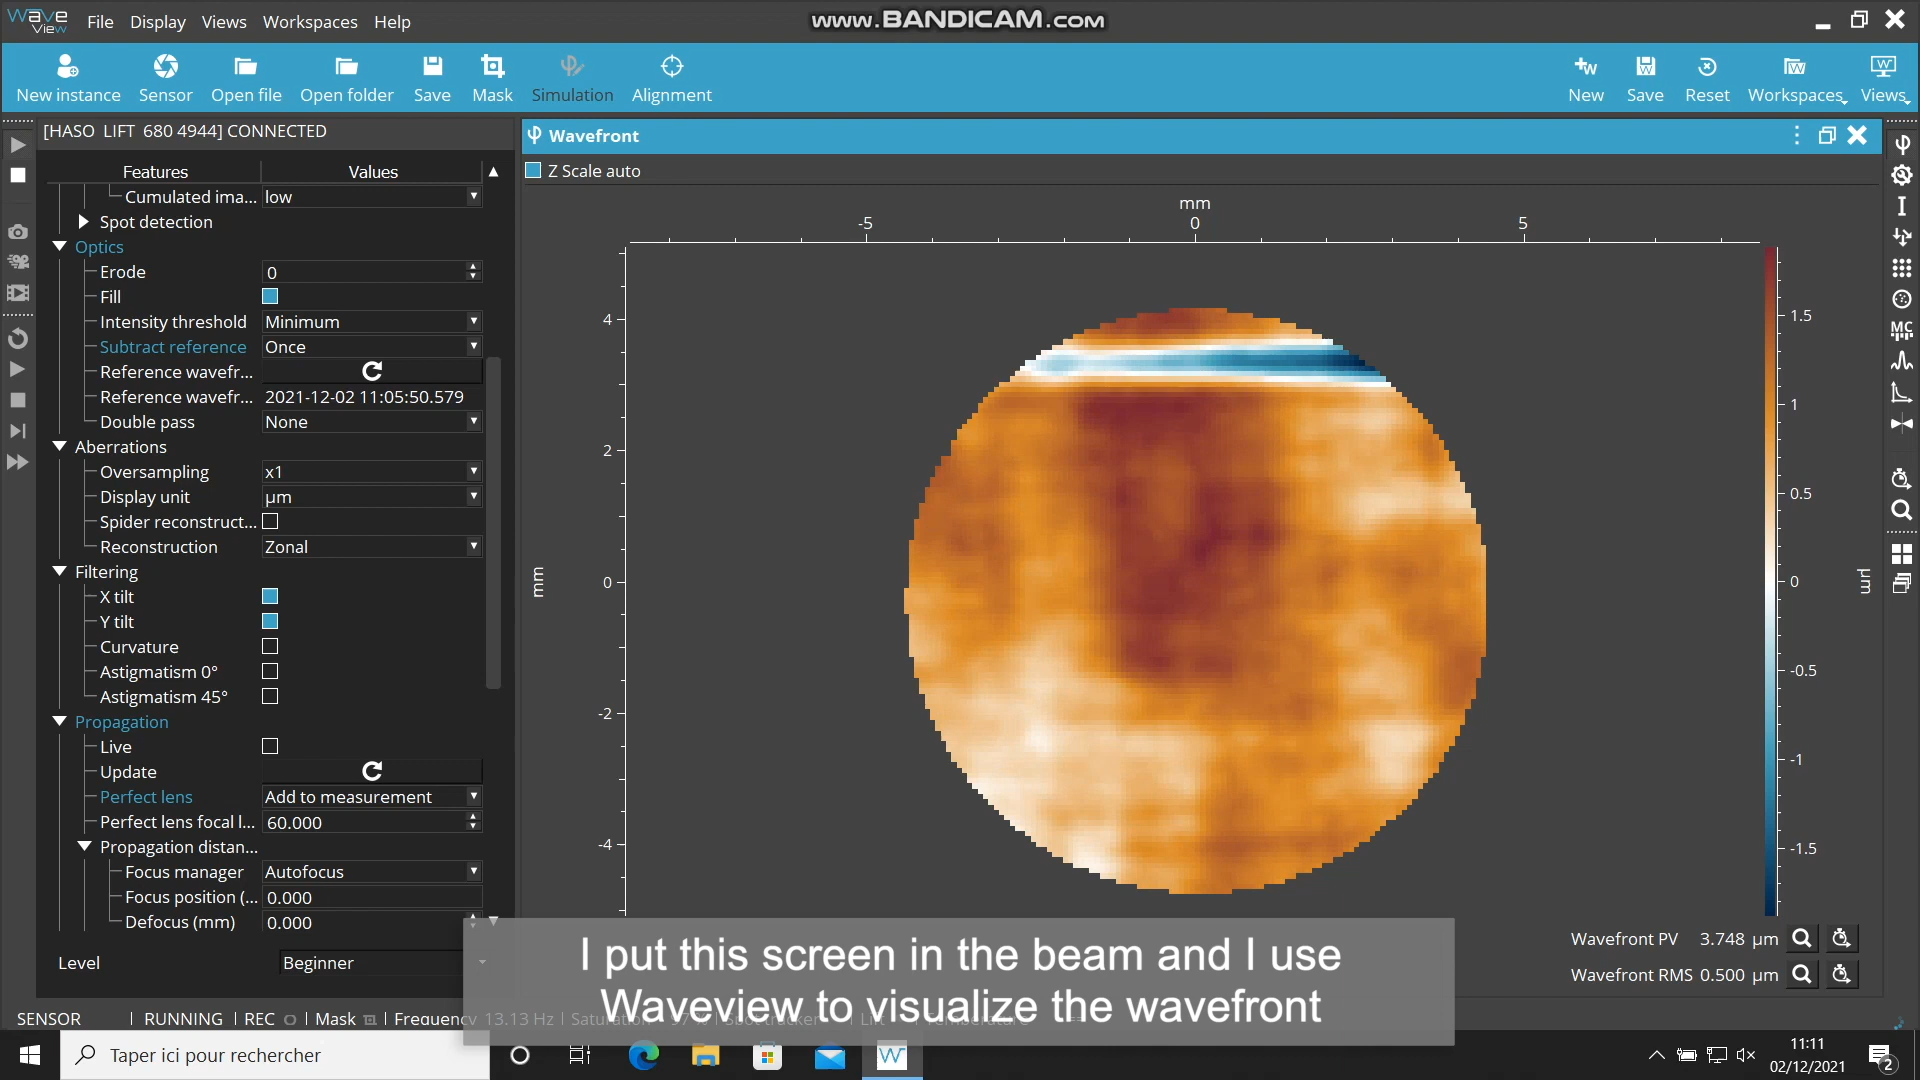 Wave View File Display Views Workspaces Help
www.BANDICAM.com
New instance Sensor Open file Open folder Save Mask Simulation Alignment
New Save Reset Workspaces Views
[HASO LIFT 680 4944] CONNECTED
Features Values
Cumulated ima... low
Spot detection
Optics
Erode 0
Fill
Intensity threshold Minimum
Subtract reference Once
Reference wavefr...
Reference wavefr... 2021-12-02 11:05:50.579
Double pass None
Aberrations
Oversampling x1
Display unit µm
Spider reconstruct...
Reconstruction Zonal
Filtering
X tilt
Y tilt
Curvature
Astigmatism 0°
Astigmatism 45°
Propagation
Live
Update
Perfect lens Add to measurement
Perfect lens focal l... 60.000
Propagation distan...
Focus manager Autofocus
Focus position (... 0.000
Defocus (mm) 0.000
Level Beginner
Wavefront
Z Scale auto
mm
-5 0 5
4
2
0
-2
-4
mm
1.5
1
0.5
0
-0.5
-1
-1.5
µm
MC
Wavefront PV 3.748 µm
Wavefront RMS 0.500 µm
I put this screen in the beam and I use
Waveview to visualize the wavefront
SENSOR | RUNNING | REC | Mask | Frequency 13.13 Hz | Saturation
Taper ici pour rechercher
W
11:11
02/12/2021
2